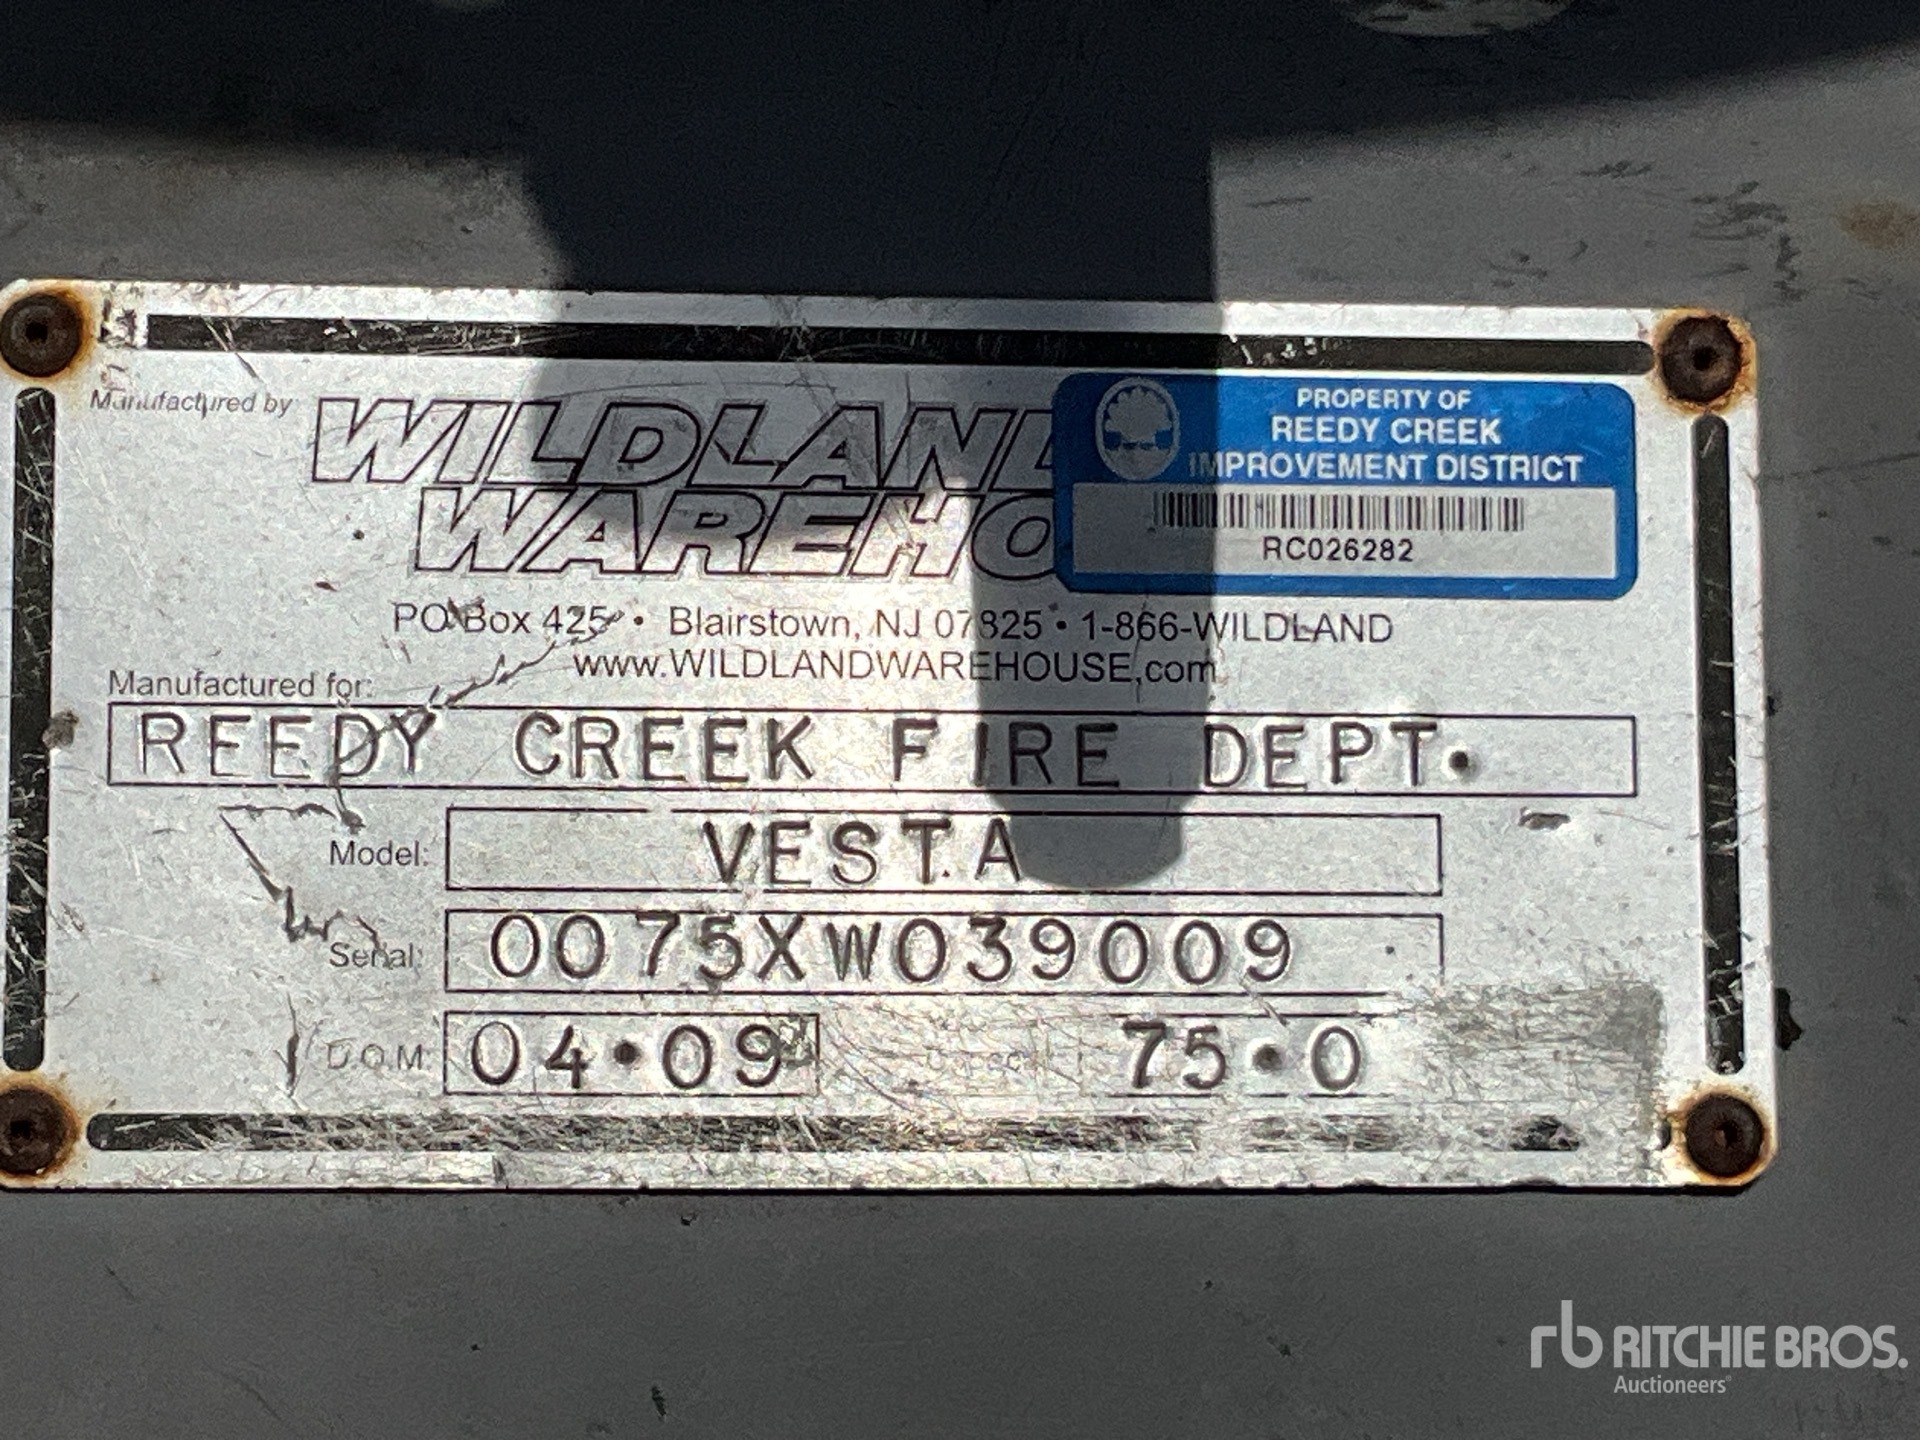 Manufactured by:
WILDLAN
WAREHO
PROPERTY OF
REEDY CREEK
IMPROVEMENT DISTRICT
RC026282
PO Box 425 • Blairstown, NJ 07825 • 1-866-WILDLAND
www.WILDLANDWAREHOUSE.com
Manufactured for:
REEDY CREEK FIRE DEPT.
Model: VESTA
Serial: 0075XW039009
D.O.M 04•09 75•0
rb RITCHIE BROS.
Auctioneers